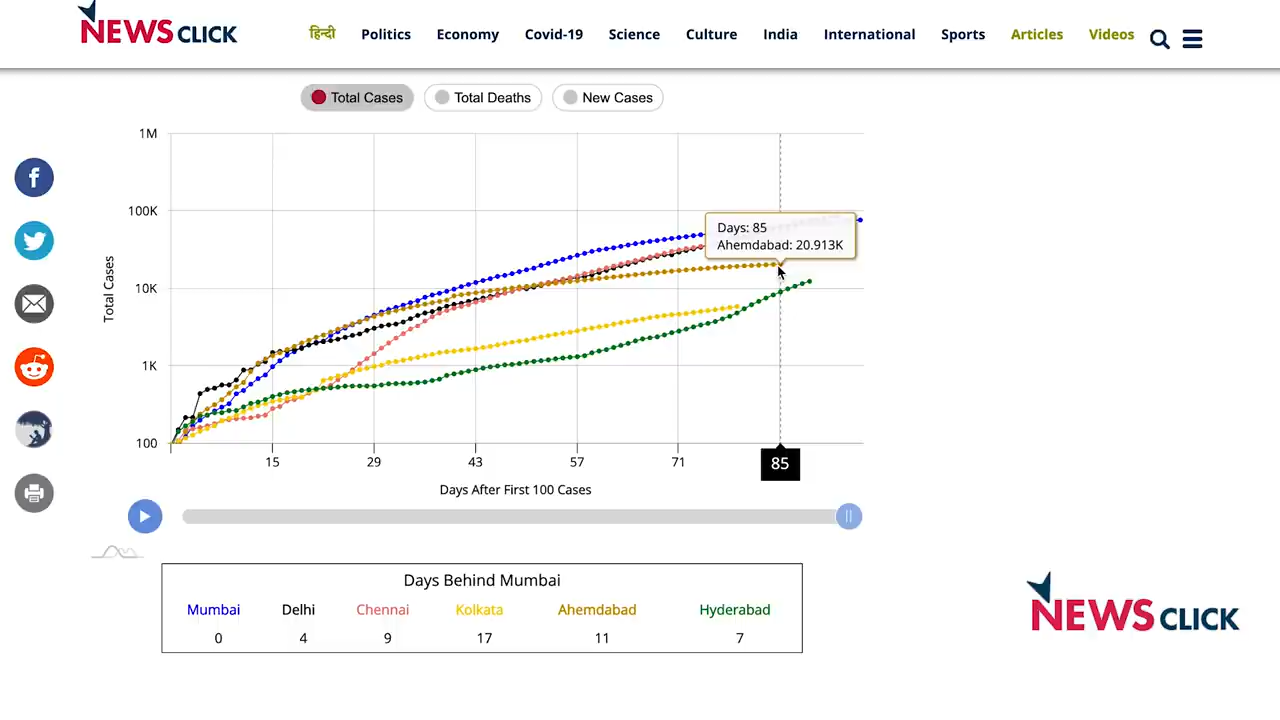 NEWS CLICK
हिन्दी Politics Economy Covid-19 Science Culture India International Sports Articles Videos
Total Cases Total Deaths New Cases
1M
100K
10K
1K
100
Total Cases
Days: 85
Ahemdabad: 20.913K
15 29 43 57 71 85
Days After First 100 Cases
Days Behind Mumbai
Mumbai Delhi Chennai Kolkata Ahemdabad Hyderabad
0 4 9 17 11 7
NEWS CLICK